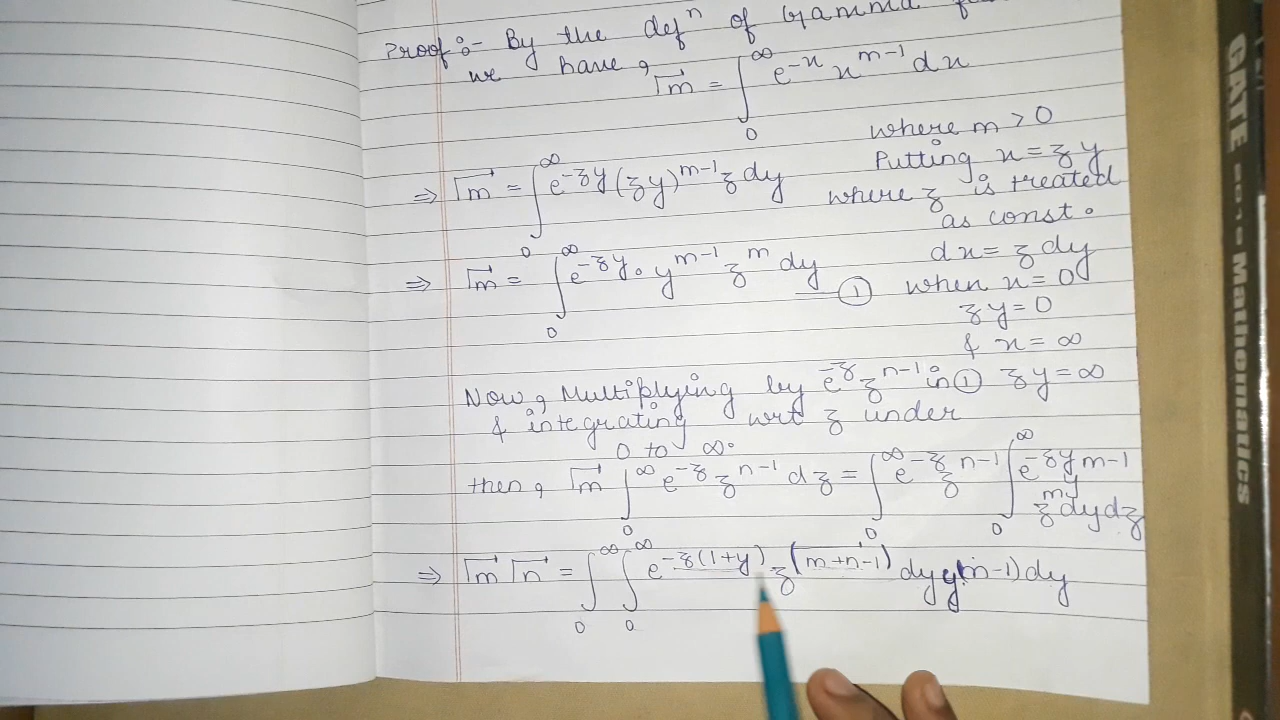 Proof :- By the defⁿ of Gamma
we have, Γm = ∫₀^∞ e^{-x} x^{m-1} dx
where m > 0
Putting x = zy
⇒ Γm = ∫₀^∞ e^{-zy} (zy)^{m-1} z dy
where z is treated
as const.
dx = z dy
⇒ Γm = ∫₀^∞ e^{-zy} . y^{m-1} z^m dy — ①
when x = 0
zy = 0
& x = ∞
zy = ∞
Now, Multiplying by e^{-z} z^{n-1} in ①
& integrating wrt z under
0 to ∞.
then, Γm ∫₀^∞ e^{-z} z^{n-1} dz = ∫₀^∞ e^{-z} z^{n-1} ∫₀^∞ e^{-zy} y^{m-1}
z^m dy dz
⇒ Γm Γn = ∫₀^∞ ∫₀^∞ e^{-z(1+y)} z^{(m+n-1)} dy y(n-1) dy
GATE
Mathematics